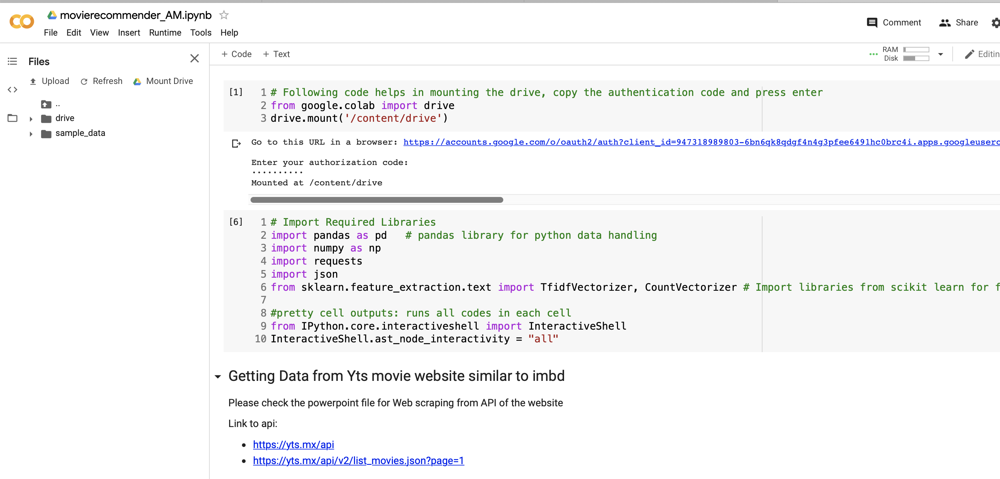 movierecommender_AM.ipynb
File Edit View Insert Runtime Tools Help
Comment Share
Files
Upload Refresh Mount Drive
..
drive
sample_data
+ Code + Text
RAM
Disk
[1]
1 # Following code helps in mounting the drive, copy the authentication code and press enter
2 from google.colab import drive
3 drive.mount('/content/drive')
Go to this URL in a browser: https://accounts.google.com/o/oauth2/auth?client_id=947318989803-6bn6qk8qdgf4n4g3pfee6491hc0brc4i.apps.googleuserc
Enter your authorization code:
··········
Mounted at /content/drive
[6]
1 # Import Required Libraries
2 import pandas as pd # pandas library for python data handling
3 import numpy as np
4 import requests
5 import json
6 from sklearn.feature_extraction.text import TfidfVectorizer, CountVectorizer # Import libraries from scikit learn for f
7
8 #pretty cell outputs: runs all codes in each cell
9 from IPython.core.interactiveshell import InteractiveShell
10 InteractiveShell.ast_node_interactivity = "all"
Getting Data from Yts movie website similar to imbd
Please check the powerpoint file for Web scraping from API of the website
Link to api:
• https://yts.mx/api
• https://yts.mx/api/v2/list_movies.json?page=1